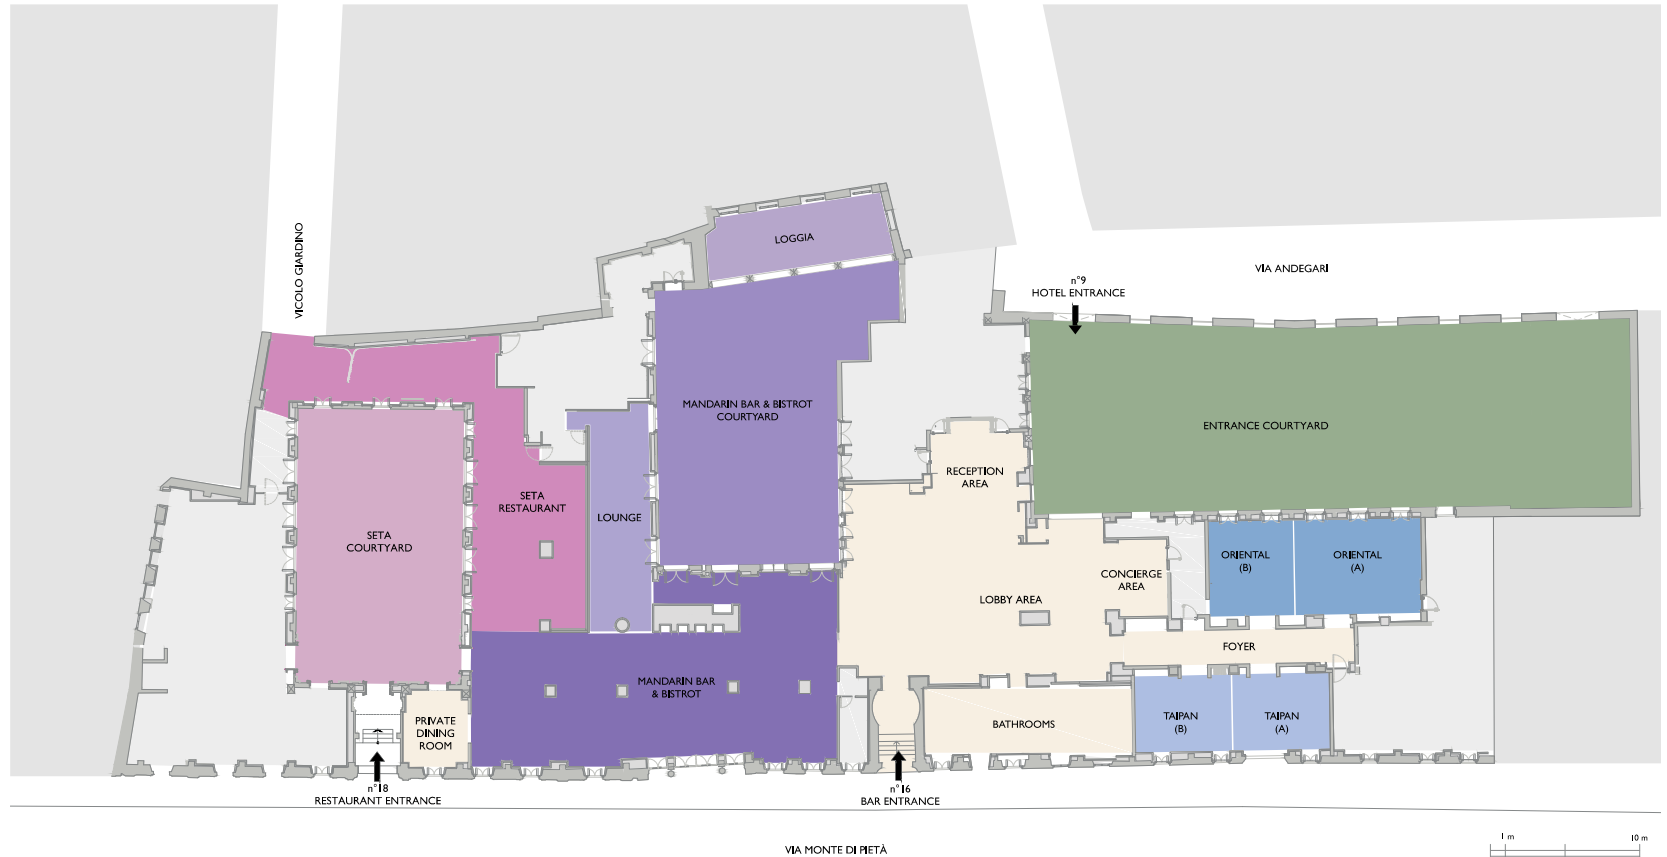 LOGGIA
VICOLO GIARDINO
VIA ANDEGARI
n°9
HOTEL ENTRANCE
MANDARIN BAR & BISTROT
COURTYARD
ENTRANCE COURTYARD
RECEPTION
AREA
SETA
RESTAURANT
LOUNGE
SETA
COURTYARD
ORIENTAL
(B)
ORIENTAL
(A)
CONCIERGE
AREA
LOBBY AREA
FOYER
MANDARIN BAR
& BISTROT
PRIVATE
DINING
ROOM
BATHROOMS
TAIPAN
(B)
TAIPAN
(A)
n°18
RESTAURANT ENTRANCE
n°16
BAR ENTRANCE
VIA MONTE DI PIETÀ
1 m
10 m